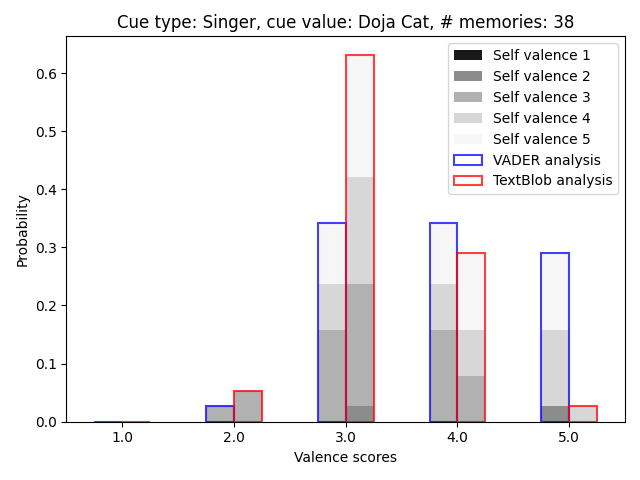 Cue type: Singer, cue value: Doja Cat, # memories: 38
Self valence 1
Self valence 2
Self valence 3
Self valence 4
Self valence 5
VADER analysis
TextBlob analysis
Probability
0.6
0.5
0.4
0.3
0.2
0.1
0.0
1.0 2.0 3.0 4.0 5.0
Valence scores